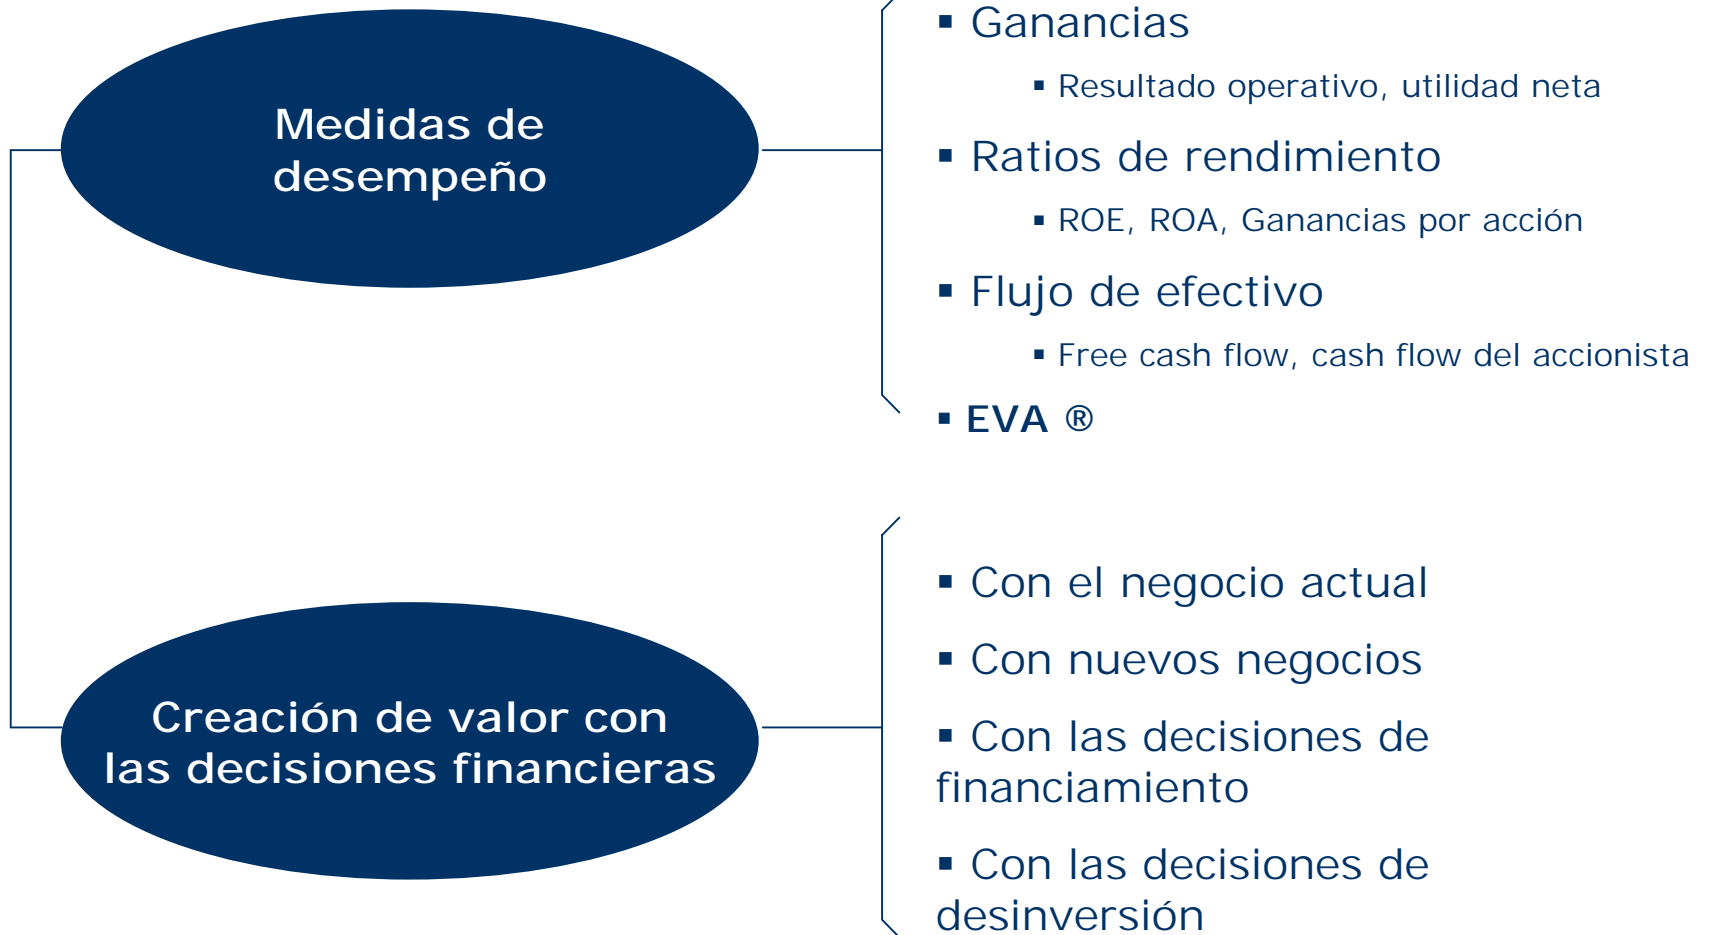 Medidas de
desempeño
▪ Ganancias
▪ Resultado operativo, utilidad neta
▪ Ratios de rendimiento
▪ ROE, ROA, Ganancias por acción
▪ Flujo de efectivo
▪ Free cash flow, cash flow del accionista
▪ EVA ®
Creación de valor con
las decisiones financieras
▪ Con el negocio actual
▪ Con nuevos negocios
▪ Con las decisiones de
financiamiento
▪ Con las decisiones de
desinversión